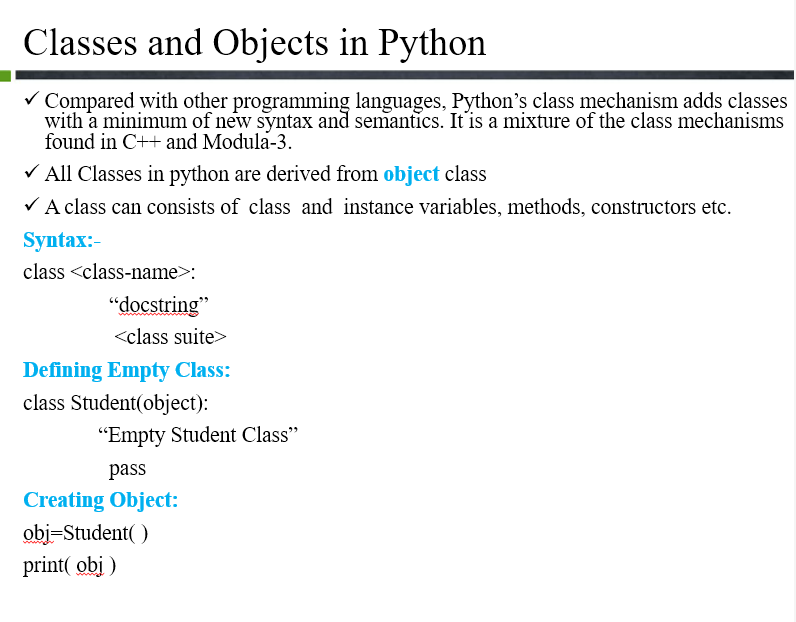 Classes and Objects in Python
✓ Compared with other programming languages, Python’s class mechanism adds classes
with a minimum of new syntax and semantics. It is a mixture of the class mechanisms
found in C++ and Modula-3.
✓ All Classes in python are derived from object class
✓ A class can consists of class and instance variables, methods, constructors etc.
Syntax:-
class <class-name>:
“docstring”
<class suite>
Defining Empty Class:
class Student(object):
“Empty Student Class”
pass
Creating Object:
obj=Student( )
print( obj )